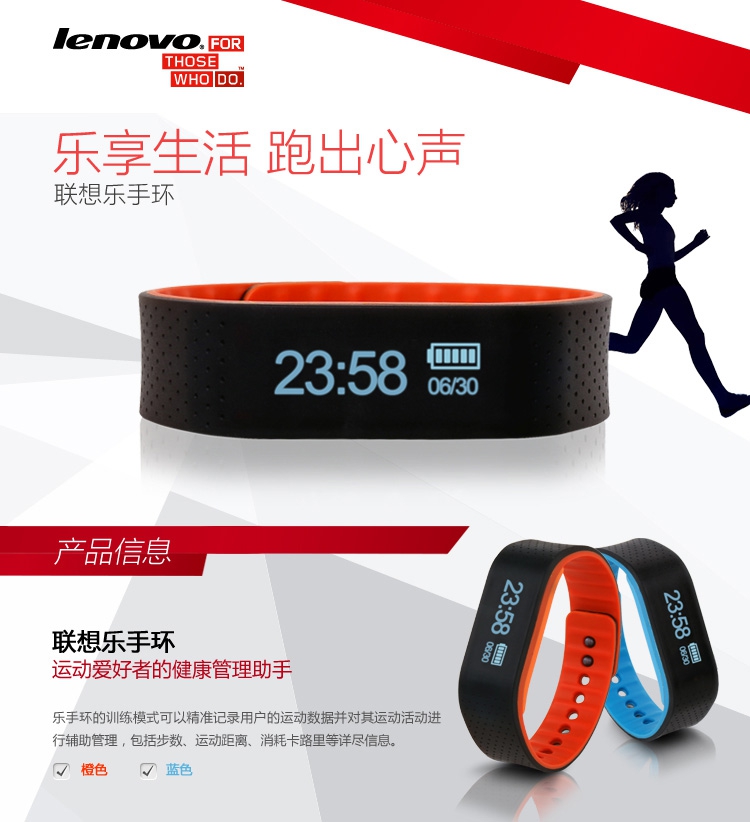 lenovo. FOR
THOSE
WHO DO.™
乐享生活 跑出心声
联想乐手环
23:58
06/30
产品信息
联想乐手环
运动爱好者的健康管理助手
乐手环的训练模式可以精准记录用户的运动数据并对其运动活动进
行辅助管理，包括步数、运动距离、消耗卡路里等详尽信息。
橙色 蓝色
23:58
06/30
23:58
06/30